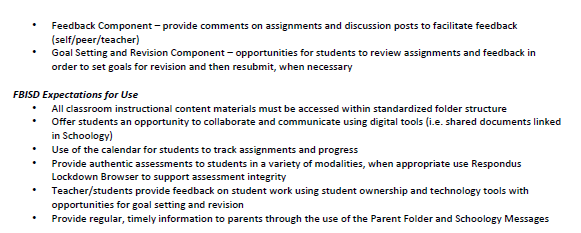 • Feedback Component – provide comments on assignments and discussion posts to facilitate feedback
(self/peer/teacher)
• Goal Setting and Revision Component – opportunities for students to review assignments and feedback in
order to set goals for revision and then resubmit, when necessary
FBISD Expectations for Use
• All classroom instructional content materials must be accessed within standardized folder structure
• Offer students an opportunity to collaborate and communicate using digital tools (i.e. shared documents linked
in Schoology)
• Use of the calendar for students to track assignments and progress
• Provide authentic assessments to students in a variety of modalities, when appropriate use Respondus
Lockdown Browser to support assessment integrity
• Teacher/students provide feedback on student work using student ownership and technology tools with
opportunities for goal setting and revision
• Provide regular, timely information to parents through the use of the Parent Folder and Schoology Messages